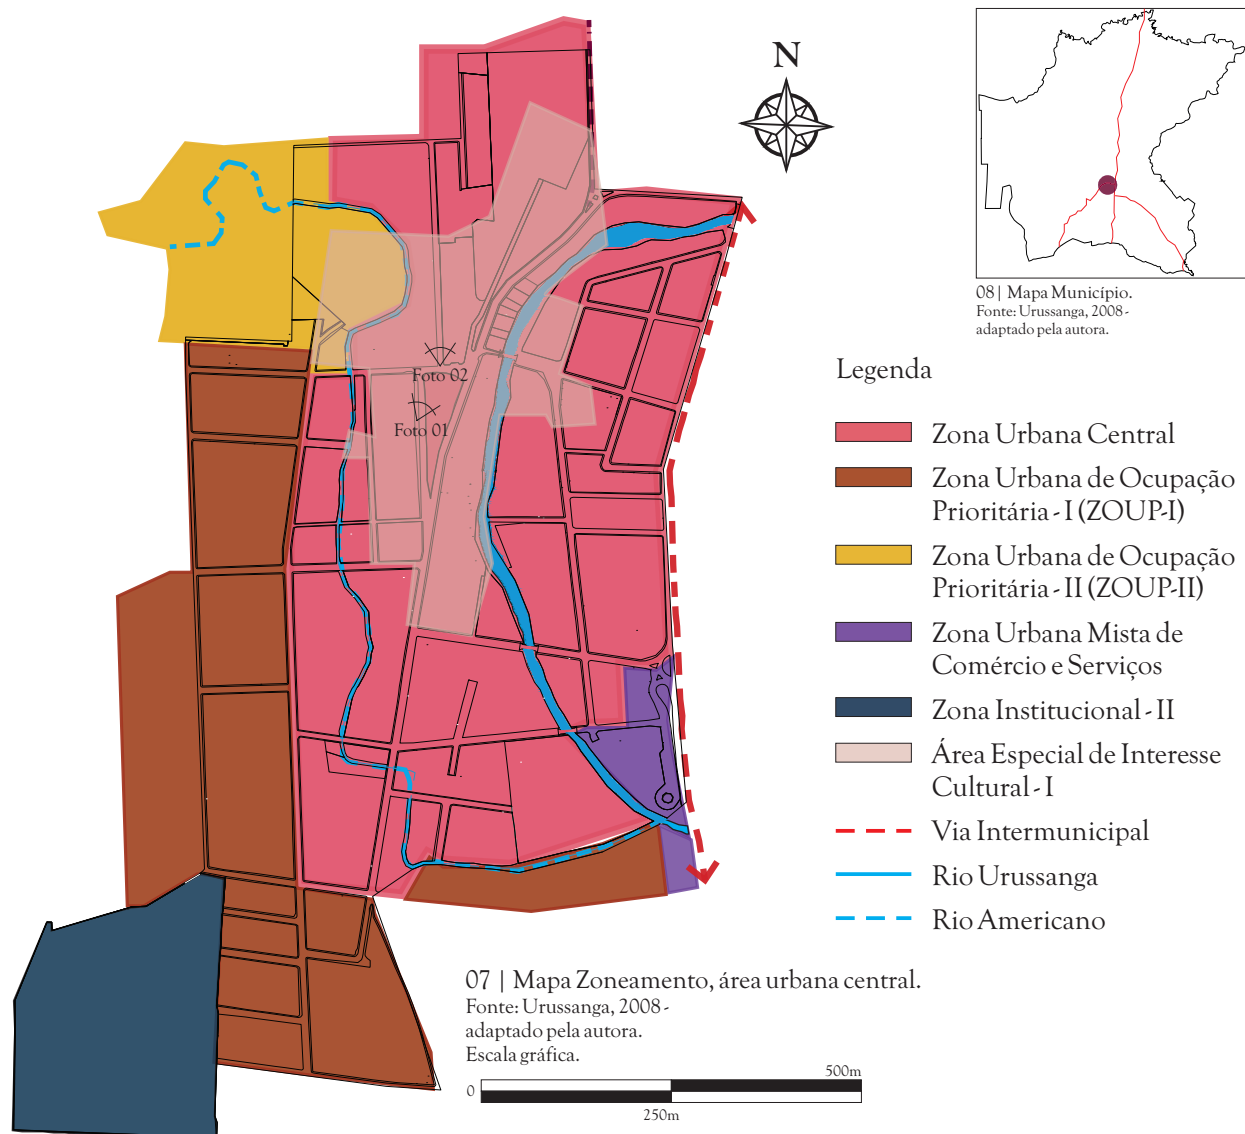 N
08 | Mapa Município.
Fonte: Urussanga, 2008 -
adaptado pela autora.
Foto 02
Foto 01
Legenda
Zona Urbana Central
Zona Urbana de Ocupação
Prioritária - I (ZOUP-I)
Zona Urbana de Ocupação
Prioritária - II (ZOUP-II)
Zona Urbana Mista de
Comércio e Serviços
Zona Institucional - II
Área Especial de Interesse
Cultural - I
Via Intermunicipal
Rio Urussanga
Rio Americano
07 | Mapa Zoneamento, área urbana central.
Fonte: Urussanga, 2008 -
adaptado pela autora.
Escala gráfica.
0
500m
250m